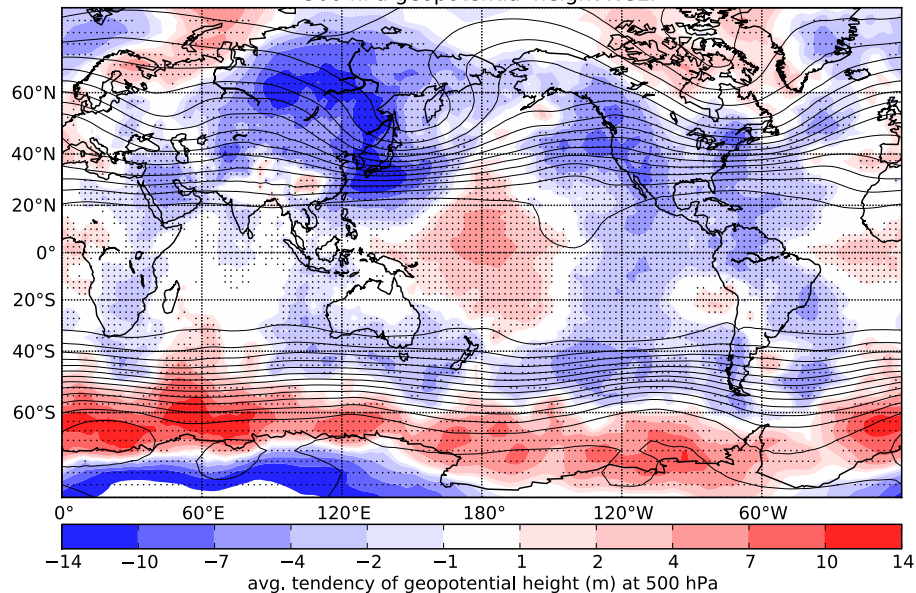 60°N
40°N
20°N
0°
20°S
40°S
60°S
0° 60°E 120°E 180° 120°W 60°W
−14 −10 −7 −4 −2 −1 1 2 4 7 10 14
avg. tendency of geopotential height (m) at 500 hPa